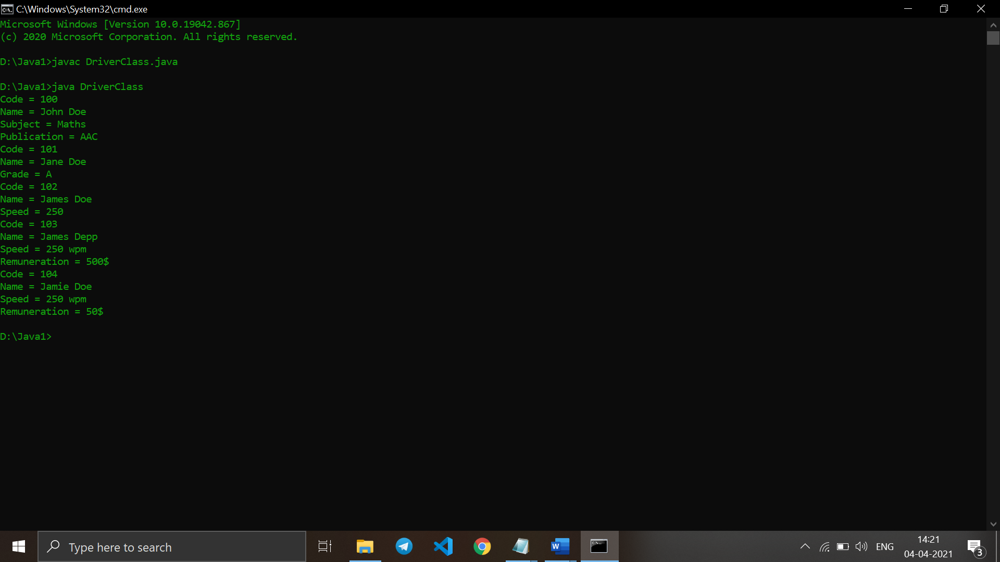 C:\Windows\System32\cmd.exe
Microsoft Windows [Version 10.0.19042.867]
(c) 2020 Microsoft Corporation. All rights reserved.
D:\Java1>javac DriverClass.java
D:\Java1>java DriverClass
Code = 100
Name = John Doe
Subject = Maths
Publication = AAC
Code = 101
Name = Jane Doe
Grade = A
Code = 102
Name = James Doe
Speed = 250
Code = 103
Name = James Depp
Speed = 250 wpm
Remuneration = 500$
Code = 104
Name = Jamie Doe
Speed = 250 wpm
Remuneration = 50$
D:\Java1>
Type here to search
ENG
14:21
04-04-2021
3